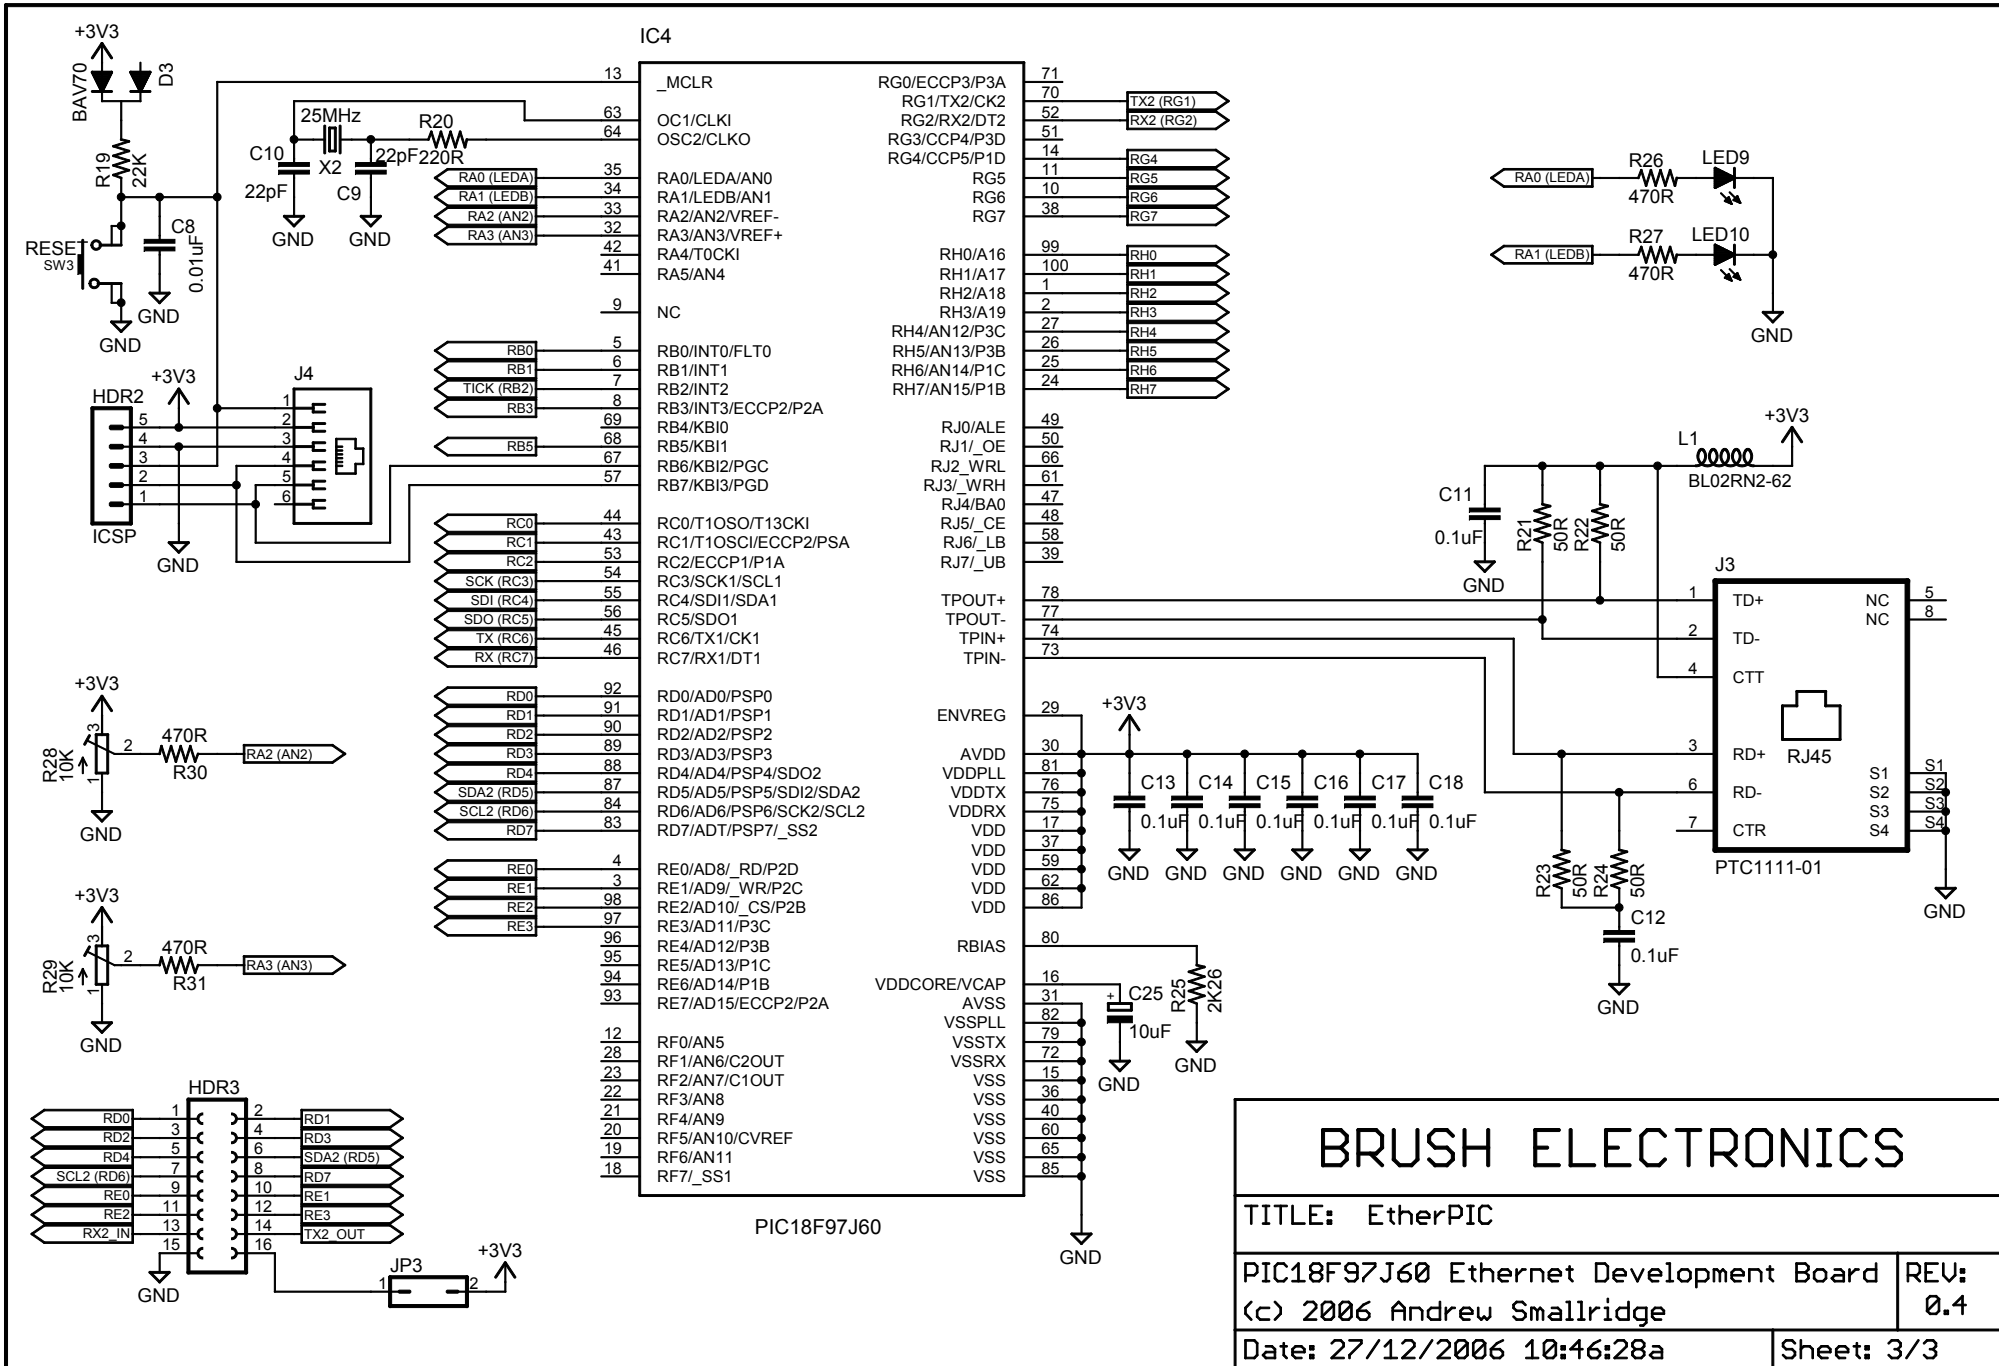 +3V3
BAV70
D3
R19
22K
RESET
SW3
C8
0.01uF
GND
GND
25MHz
X2
C10
22pF
22pF
C9
R20
220R
GND
GND
IC4
13 _MCLR
63 OC1/CLKI
64 OSC2/CLKO
RA0 (LEDA) 35 RA0/LEDA/AN0
RA1 (LEDB) 34 RA1/LEDB/AN1
RA2 (AN2) 33 RA2/AN2/VREF-
RA3 (AN3) 32 RA3/AN3/VREF+
42 RA4/T0CKI
41 RA5/AN4
9 NC
RB0 5 RB0/INT0/FLT0
RB1 6 RB1/INT1
TICK (RB2) 7 RB2/INT2
RB3 8 RB3/INT3/ECCP2/P2A
69 RB4/KBI0
RB5 68 RB5/KBI1
67 RB6/KBI2/PGC
57 RB7/KBI3/PGD
RC0 44 RC0/T1OSO/T13CKI
RC1 43 RC1/T1OSCI/ECCP2/PSA
RC2 53 RC2/ECCP1/P1A
SCK (RC3) 54 RC3/SCK1/SCL1
SDI (RC4) 55 RC4/SDI1/SDA1
SDO (RC5) 56 RC5/SDO1
TX (RC6) 45 RC6/TX1/CK1
RX (RC7) 46 RC7/RX1/DT1
RD0 92 RD0/AD0/PSP0
RD1 91 RD1/AD1/PSP1
RD2 90 RD2/AD2/PSP2
RD3 89 RD3/AD3/PSP3
RD4 88 RD4/AD4/PSP4/SDO2
SDA2 (RD5) 87 RD5/AD5/PSP5/SDI2/SDA2
SCL2 (RD6) 84 RD6/AD6/PSP6/SCK2/SCL2
RD7 83 RD7/ADT/PSP7/_SS2
RE0 4 RE0/AD8/_RD/P2D
RE1 3 RE1/AD9/_WR/P2C
RE2 98 RE2/AD10/_CS/P2B
RE3 97 RE3/AD11/P3C
96 RE4/AD12/P3B
95 RE5/AD13/P1C
94 RE6/AD14/P1B
93 RE7/AD15/ECCP2/P2A
12 RF0/AN5
28 RF1/AN6/C2OUT
23 RF2/AN7/C1OUT
22 RF3/AN8
21 RF4/AN9
20 RF5/AN10/CVREF
19 RF6/AN11
18 RF7/_SS1
PIC18F97J60
RG0/ECCP3/P3A 71
RG1/TX2/CK2 70 TX2 (RG1)
RG2/RX2/DT2 52 RX2 (RG2)
RG3/CCP4/P3D 51
RG4/CCP5/P1D 14 RG4
RG5 11 RG5
RG6 10 RG6
RG7 38 RG7
RH0/A16 99 RH0
RH1/A17 100 RH1
RH2/A18 1 RH2
RH3/A19 2 RH3
RH4/AN12/P3C 27 RH4
RH5/AN13/P3B 26 RH5
RH6/AN14/P1C 25 RH6
RH7/AN15/P1B 24 RH7
RJ0/ALE 49
RJ1/_OE 50
RJ2_WRL 66
RJ3/_WRH 61
RJ4/BA0 47
RJ5/_CE 48
RJ6/_LB 58
RJ7/_UB 39
TPOUT+ 78
TPOUT- 77
TPIN+ 74
TPIN- 73
ENVREG 29
AVDD 30
VDDPLL 81
VDDTX 76
VDDRX 75
VDD 17
VDD 37
VDD 59
VDD 62
VDD 86
RBIAS 80
VDDCORE/VCAP 16
AVSS 31
VSSPLL 82
VSSTX 79
VSSRX 72
VSS 15
VSS 36
VSS 40
VSS 60
VSS 65
VSS 85
GND
+3V3
C13 C14 C15 C16 C17 C18
0.1uF 0.1uF 0.1uF 0.1uF 0.1uF 0.1uF
GND GND GND GND GND GND
+ C25
10uF
GND
R25
2K26
GND
RA0 (LEDA) R26 470R LED9
RA1 (LEDB) R27 470R LED10
GND
+3V3
L1
BL02RN2-62
C11
0.1uF
GND
R21
50R
R22
50R
J3
1 TD+
2 TD-
4 CTT
3 RD+
6 RD-
7 CTR
NC 5
NC 8
RJ45
S1 S1
S2 S2
S3 S3
S4 S4
PTC1111-01
GND
R23
50R
R24
50R
C12
0.1uF
GND
+3V3
HDR2
5
4
3
2
1
ICSP
GND
J4
1
2
3
4
5
6
+3V3
R28
10K
3
2
1
470R
R30
RA2 (AN2)
GND
+3V3
R29
10K
3
2
1
470R
R31
RA3 (AN3)
GND
HDR3
RD0 1 2 RD1
RD2 3 4 RD3
RD4 5 6 SDA2 (RD5)
SCL2 (RD6) 7 8 RD7
RE0 9 10 RE1
RE2 11 12 RE3
RX2_IN 13 14 TX2_OUT
15 16
GND
JP3
1 2
+3V3
BRUSH ELECTRONICS
TITLE: EtherPIC
PIC18F97J60 Ethernet Development Board
(c) 2006 Andrew Smallridge
REV:
0.4
Date: 27/12/2006 10:46:28a
Sheet: 3/3